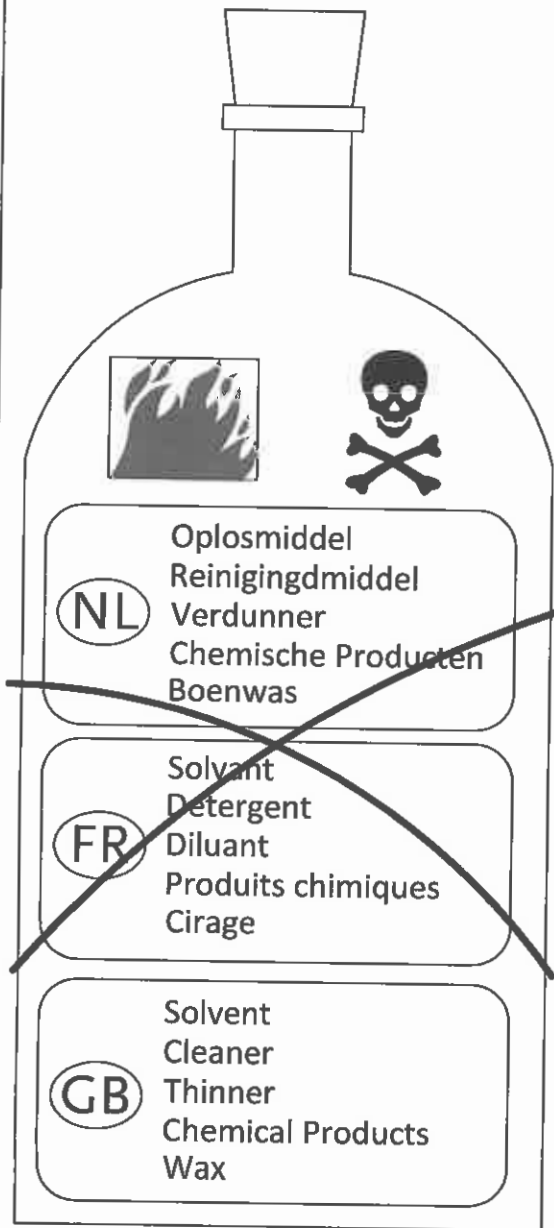 NL
Oplosmiddel
Reinigingdmiddel
Verdunner
Chemische Producten
Boenwas
FR
Solvant
Detergent
Diluant
Produits chimiques
Cirage
GB
Solvent
Cleaner
Thinner
Chemical Products
Wax